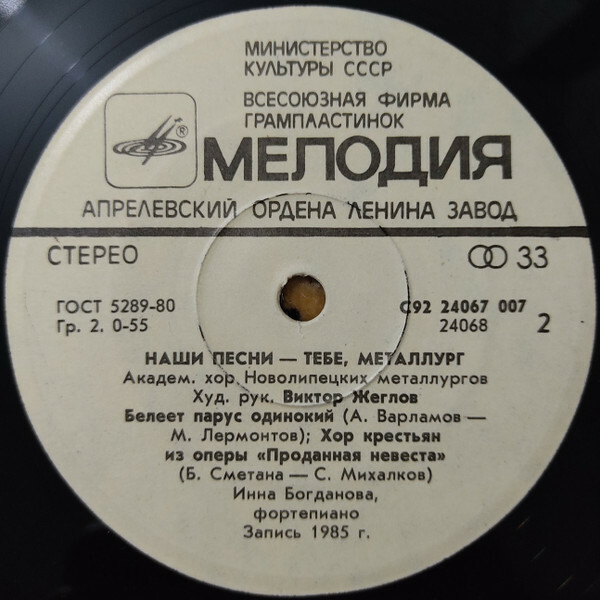 МИНИСТЕРСТВО
КУЛЬТУРЫ СССР
ВСЕСОЮЗНАЯ ФИРМА
ГРАМПЛАСТИНОК
® МЕЛОДИЯ
АПРЕЛЕВСКИЙ ОРДЕНА ЛЕНИНА ЗАВОД
СТЕРЕО 33
ГОСТ 5289-80 С92 24067 007
Гр. 2. 0-55 24068 2
НАШИ ПЕСНИ — ТЕБЕ, МЕТАЛЛУРГ
Академ. хор Новолипецких металлургов
Худ. рук. Виктор Жеглов
Белеет парус одинокий (А. Варламов —
М. Лермонтов); Хор крестьян
из оперы «Проданная невеста»
(Б. Сметана — С. Михалков)
Инна Богданова,
фортепиано
Запись 1985 г.